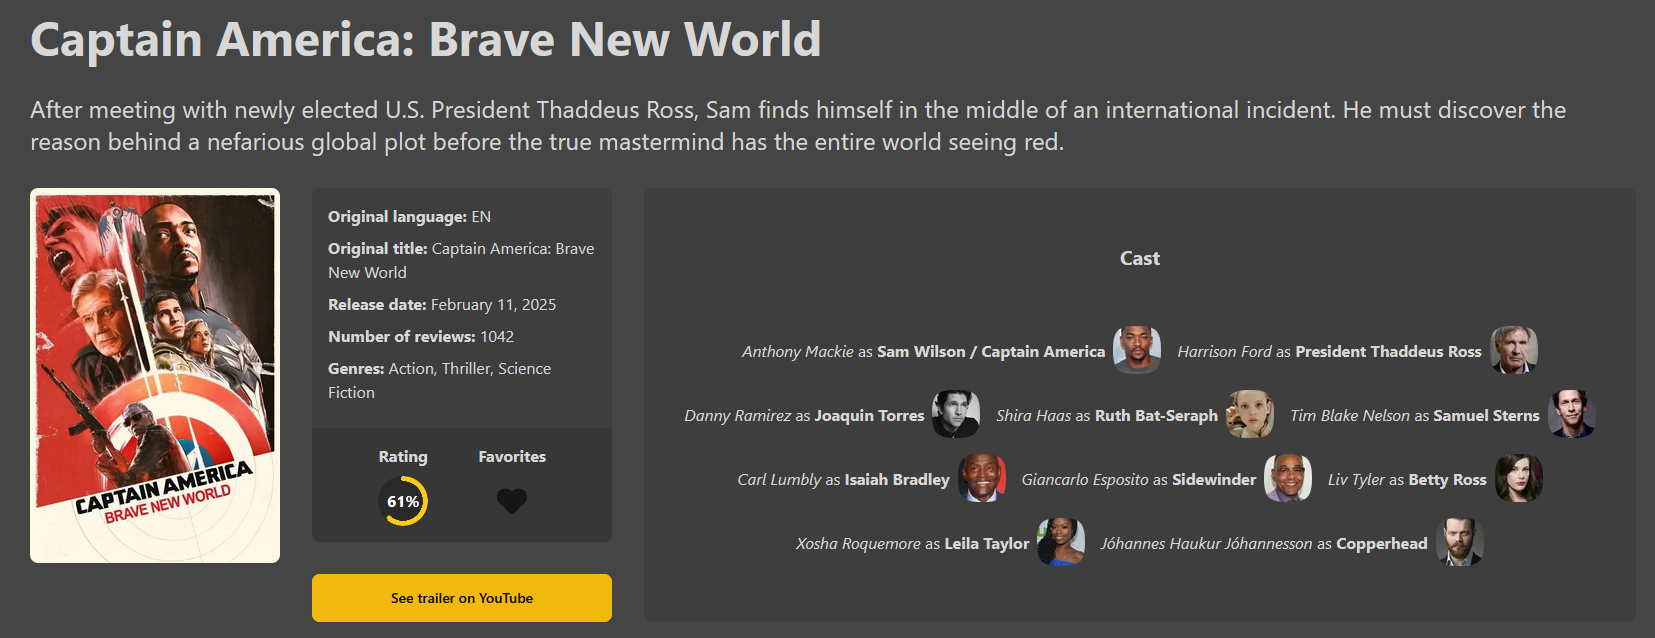 Captain America: Brave New World
After meeting with newly elected U.S. President Thaddeus Ross, Sam finds himself in the middle of an international incident. He must discover the
reason behind a nefarious global plot before the true mastermind has the entire world seeing red.
CAPTAIN AMERICA
BRAVE NEW WORLD
Original language: EN
Original title: Captain America: Brave
New World
Release date: February 11, 2025
Number of reviews: 1042
Genres: Action, Thriller, Science
Fiction
Rating Favorites
61%
See trailer on YouTube
Cast
Anthony Mackie as Sam Wilson / Captain America Harrison Ford as President Thaddeus Ross
Danny Ramirez as Joaquin Torres Shira Haas as Ruth Bat-Seraph Tim Blake Nelson as Samuel Sterns
Carl Lumbly as Isaiah Bradley Giancarlo Esposito as Sidewinder Liv Tyler as Betty Ross
Xosha Roquemore as Leila Taylor Jóhannes Haukur Jóhannesson as Copperhead